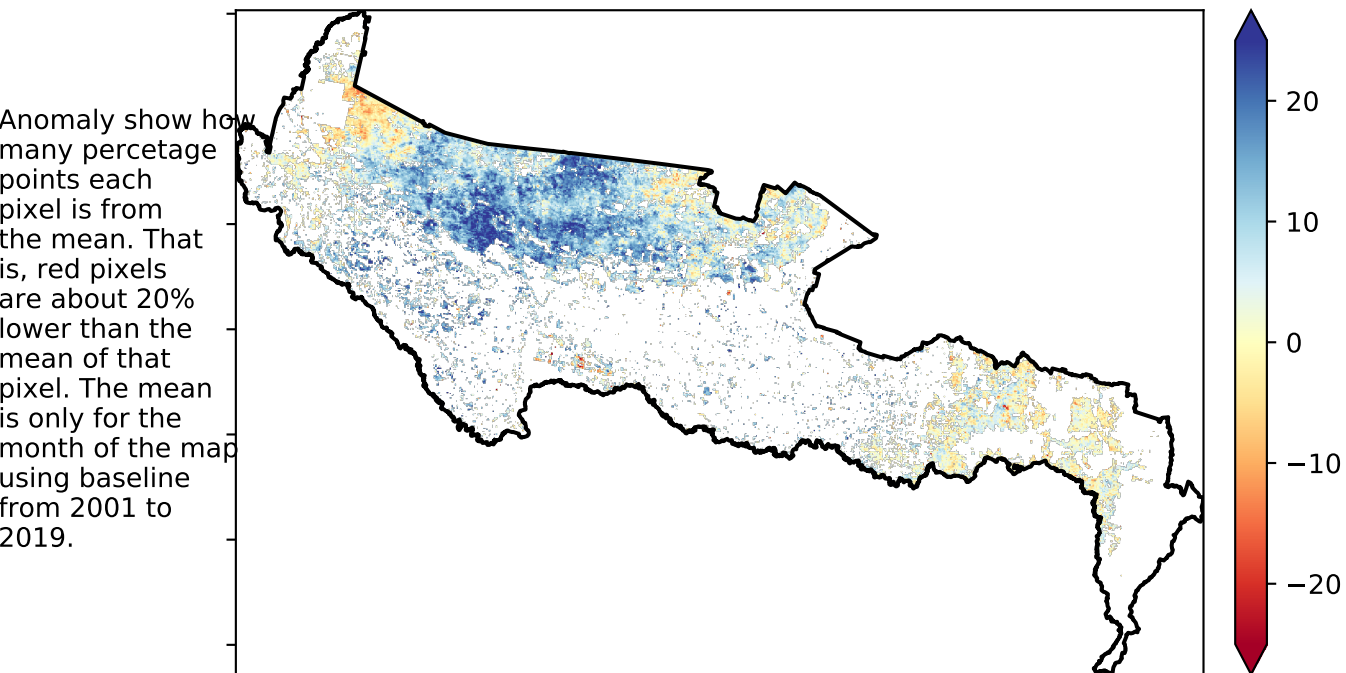 Anomaly show how
many percetage
points each
pixel is from
the mean. That
is, red pixels
are about 20%
lower than the
mean of that
pixel. The mean
is only for the
month of the map
using baseline
from 2001 to
2019.
20
10
0
−10
−20